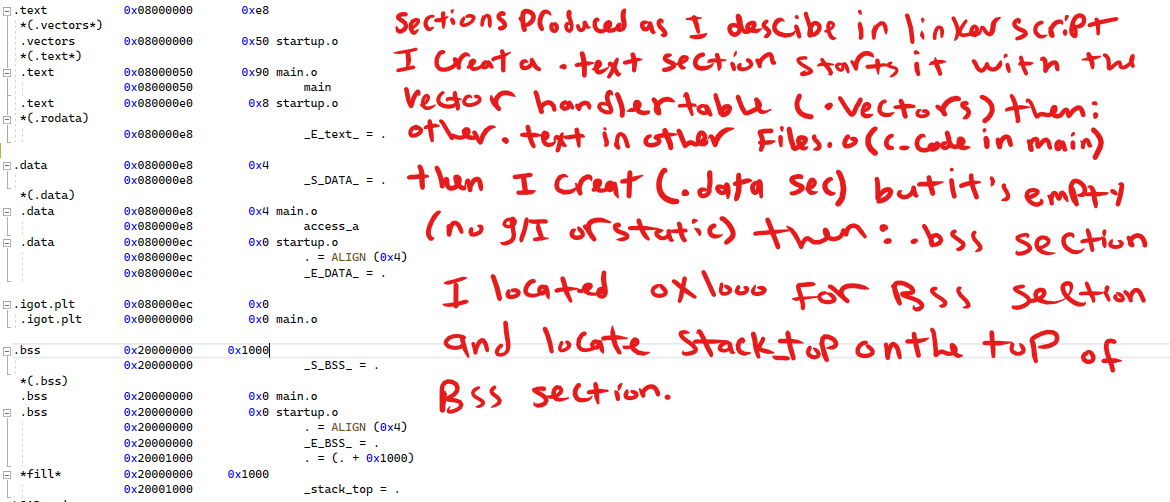 .text 0x08000000 0xe8
*(.vectors*)
.vectors 0x08000000 0x50 startup.o
*(.text*)
.text 0x08000050 0x90 main.o
0x08000050 main
.text 0x080000e0 0x8 startup.o
*(.rodata)
0x080000e8 _E_text_ = .
.data 0x080000e8 0x4
0x080000e8 _S_DATA_ = .
*(.data)
.data 0x080000e8 0x4 main.o
0x080000e8 access_a
.data 0x080000ec 0x0 startup.o
0x080000ec . = ALIGN (0x4)
0x080000ec _E_DATA_ = .
.igot.plt 0x080000ec 0x0
.igot.plt 0x00000000 0x0 main.o
.bss 0x20000000 0x1000
0x20000000 _S_BSS_ = .
*(.bss)
.bss 0x20000000 0x0 main.o
.bss 0x20000000 0x0 startup.o
0x20000000 . = ALIGN (0x4)
0x20000000 _E_BSS_ = .
0x20001000 . = (. + 0x1000)
*fill* 0x20000000 0x1000
0x20001000 _stack_top = .
sections produced as I descibe in linker script
I Creat a .text section starts it with the
vector handler table (.Vectors) then:
other .text in other Files.o (c.code in main)
then I creat (.data sec) but it's empty
(no g/I or static) then: .bss section
I located 0x1000 For Bss section
and locate stack_top on the top of
Bss section.